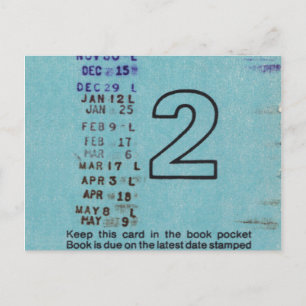 NOV 30 L
DEC 15
DEC 29 L
JAN 12 L
JAN 25
FEB 9 L
FEB 17
MAR 6
MAR 17 L
APR 3 L
APR 18
MAY 8 L
MAY 9
2
Keep this card in the book pocket
Book is due on the latest date stamped